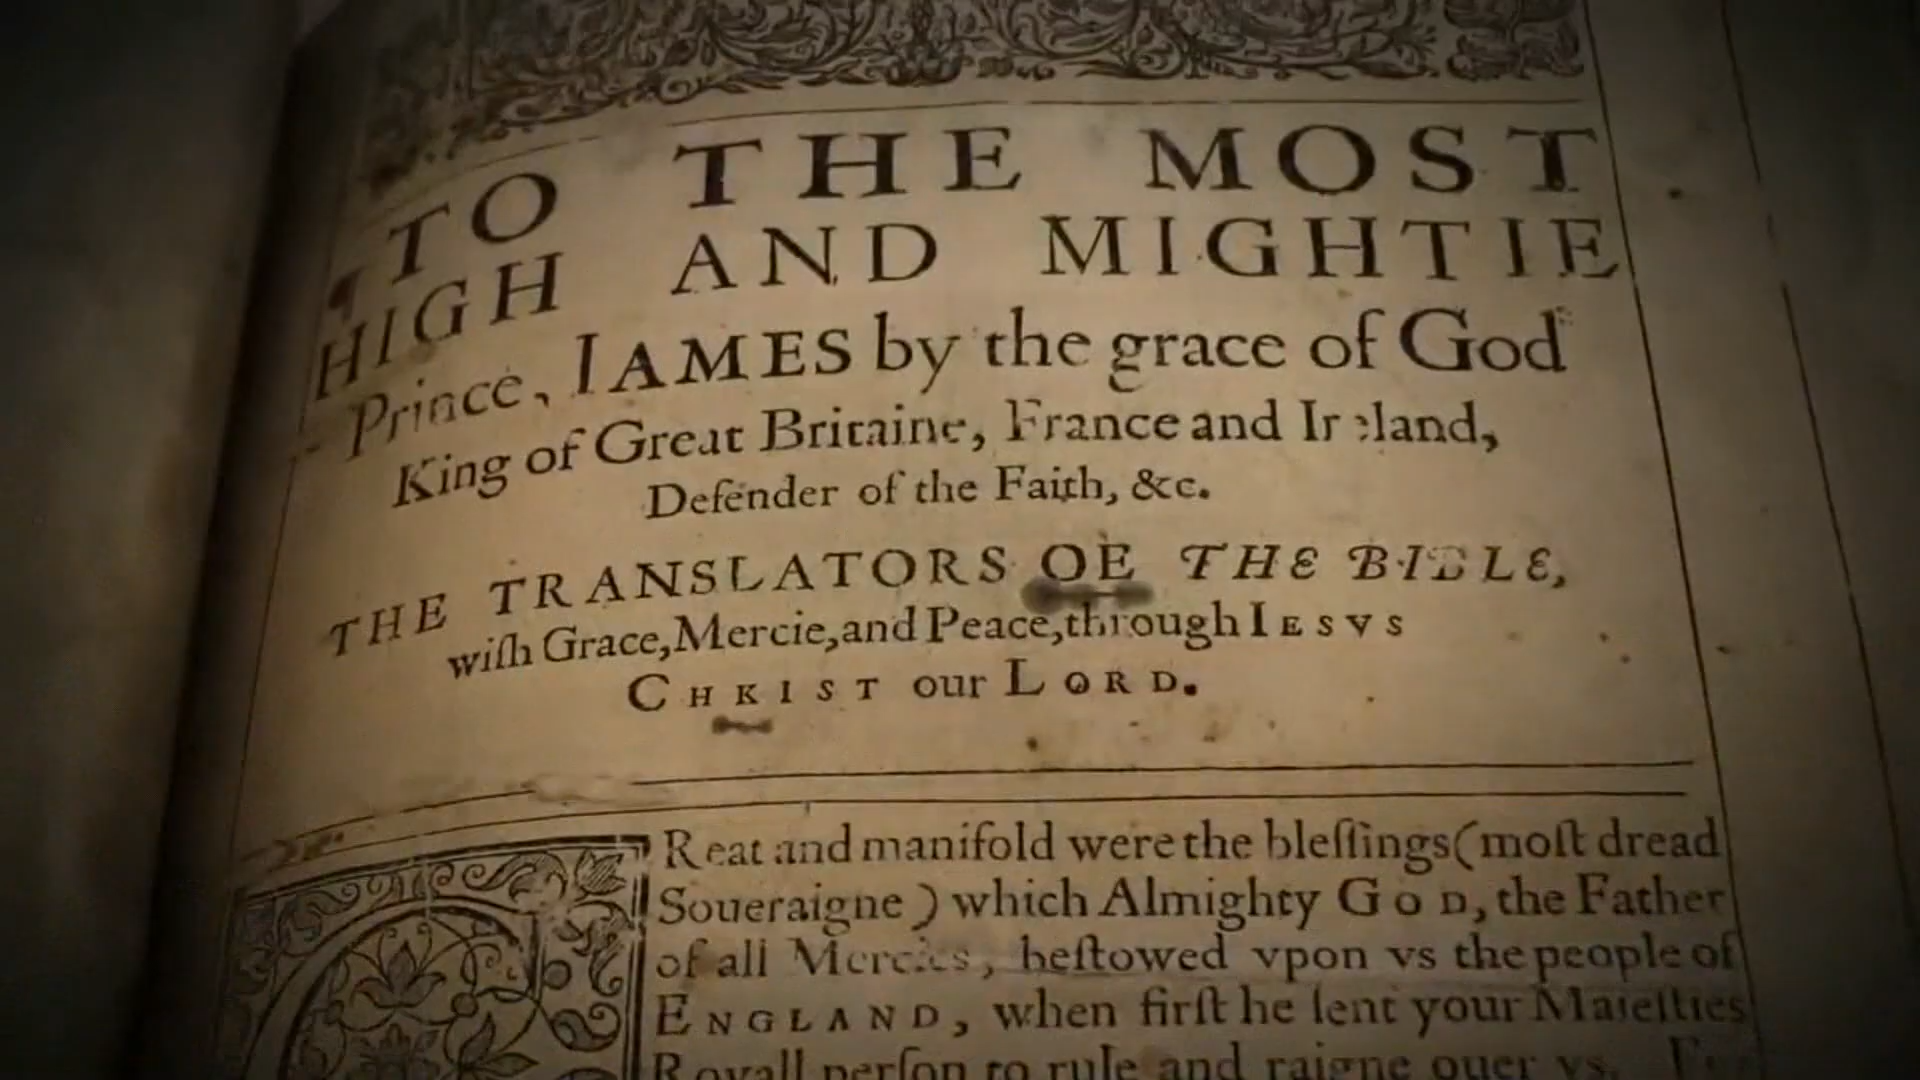 ¶ TO THE MOST
HIGH AND MIGHTIE
Prince, IAMES by the grace of God
King of Great Britaine, France and Ireland,
Defender of the Faith, &c.
THE TRANSLATORS OF THE BIBLE,
wiſh Grace, Mercie, and Peace, through IESVS
CHRIST our LORD.
Reat and manifold were the bleſſings (moſt dread
Soueraigne) which Almighty GOD, the Father
of all Mercies, beſtowed vpon vs the people of
ENGLAND, when firſt he ſent your Maieſties
Royall perſon to rule and raigne ouer vs.